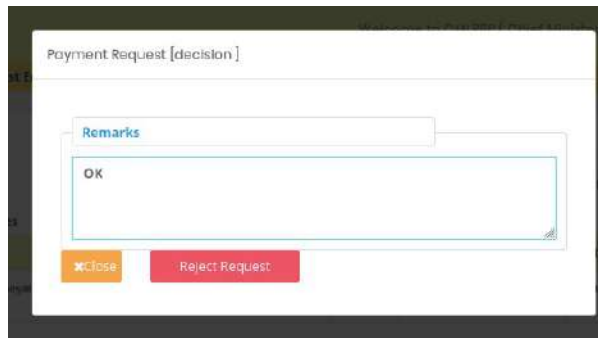 Payment Request [decision ]
Remarks
OK
✖Close
Reject Request